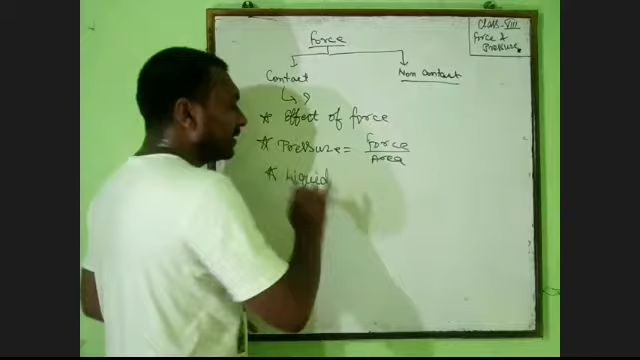 Class-VIII
Force &
Pressure
Force
Contact
Non contact
* Effect of force
* Pressure = Force
Area
* Liquid